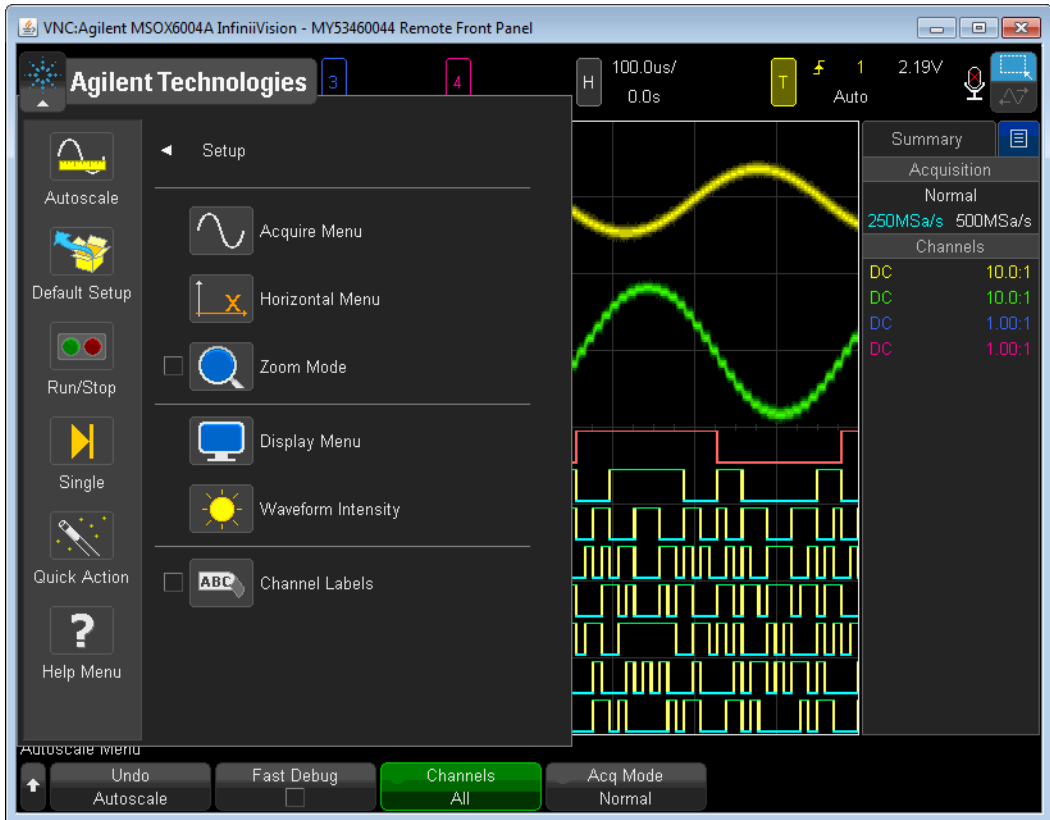 VNC:Agilent MSOX6004A InfiniiVision - MY53460044 Remote Front Panel
Agilent Technologies 3 4 H 100.0us/ 0.0s T 1 2.19V Auto
Setup
Autoscale
Default Setup
Run/Stop
Single
Quick Action
? Help Menu
Acquire Menu
X Horizontal Menu
Zoom Mode
Display Menu
Waveform Intensity
ABC Channel Labels
Summary
Acquisition
Normal
250MSa/s 500MSa/s
Channels
DC 10.0:1
DC 10.0:1
DC 1.00:1
DC 1.00:1
Autoscale Menu
Undo Autoscale
Fast Debug
Channels All
Acq Mode Normal